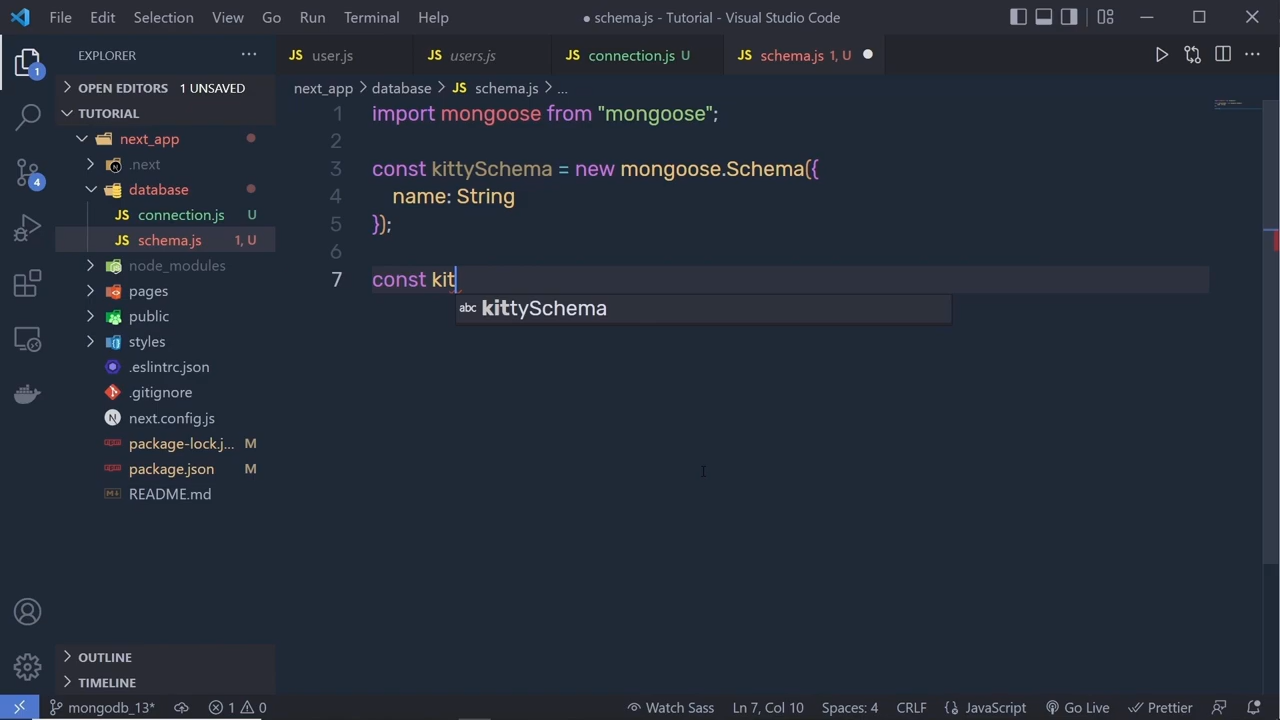 File Edit Selection View Go Run Terminal Help
● schema.js - Tutorial - Visual Studio Code
EXPLORER ...
1
OPEN EDITORS 1 UNSAVED
TUTORIAL
next_app
.next
database
JS connection.js U
JS schema.js 1, U
node_modules
pages
public
styles
.eslintrc.json
.gitignore
N next.config.js
package-lock.j... M
package.json M
README.md
4
OUTLINE
TIMELINE
JS user.js JS users.js JS connection.js U JS schema.js 1, U ●
next_app > database > JS schema.js > ...
1 import mongoose from "mongoose";
2
3 const kittySchema = new mongoose.Schema({
4 name: String
5 });
6
7 const kit
abc kittySchema
mongodb_13* 1 0 Watch Sass Ln 7, Col 10 Spaces: 4 CRLF {} JavaScript Go Live Prettier